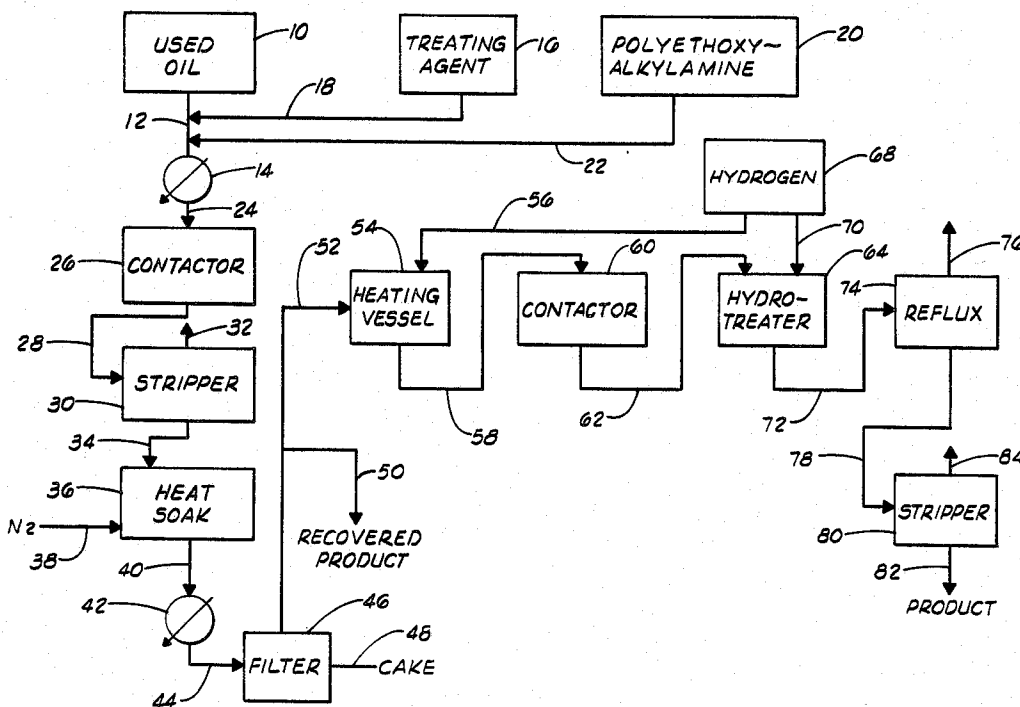 USED
OIL
10
TREATING
AGENT
16
POLYETHOXY~
ALKYLAMINE
20
18
12
22
14
24
HYDROGEN
68
56
70
26
CONTACTOR
52
54
HEATING
VESSEL
60
CONTACTOR
64
HYDRO-
TREATER
76
74
REFLUX
28
32
STRIPPER
30
58
62
72
34
36
HEAT
SOAK
N2
38
50
RECOVERED
PRODUCT
78
84
STRIPPER
80
82
PRODUCT
40
42
46
48
FILTER
CAKE
44